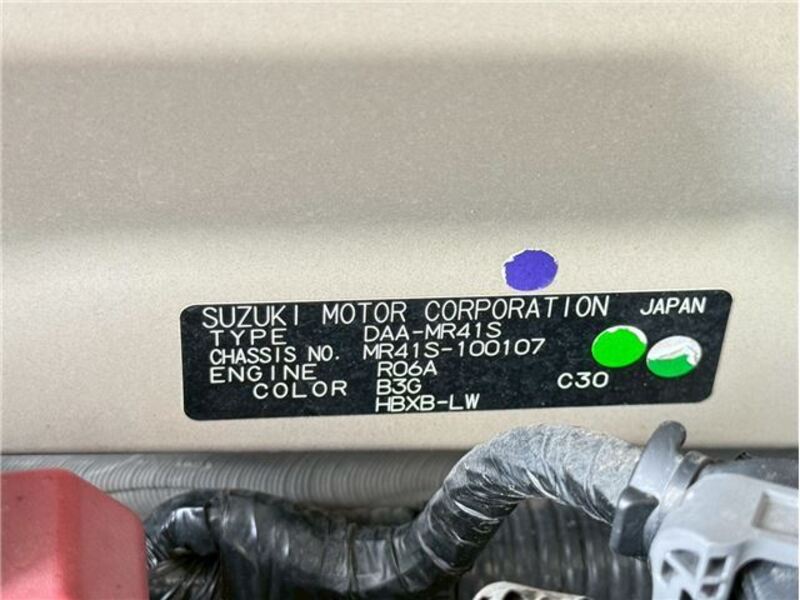 SUZUKI MOTOR CORPORATION JAPAN
TYPE DAA-MR41S
CHASSIS NO. MR41S-100107
ENGINE R06A
COLOR B3G C30
HBXB-LW